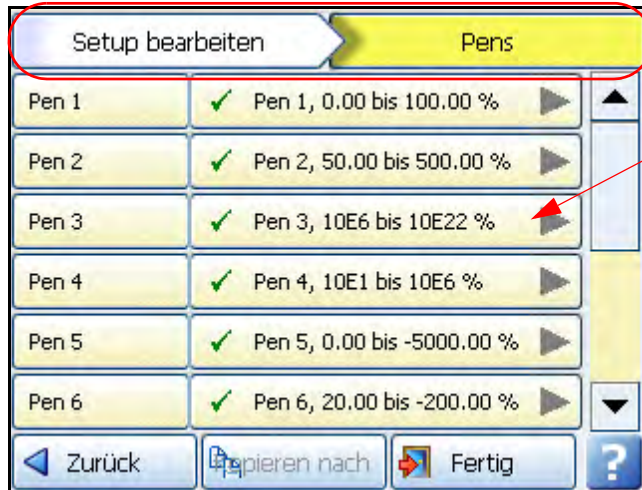 Setup bearbeiten Pens
Pen 1 Pen 1, 0.00 bis 100.00 %
Pen 2 Pen 2, 50.00 bis 500.00 %
Pen 3 Pen 3, 10E6 bis 10E22 %
Pen 4 Pen 4, 10E1 bis 10E6 %
Pen 5 Pen 5, 0.00 bis -5000.00 %
Pen 6 Pen 6, 20.00 bis -200.00 %
Zurück Kopieren nach Fertig ?